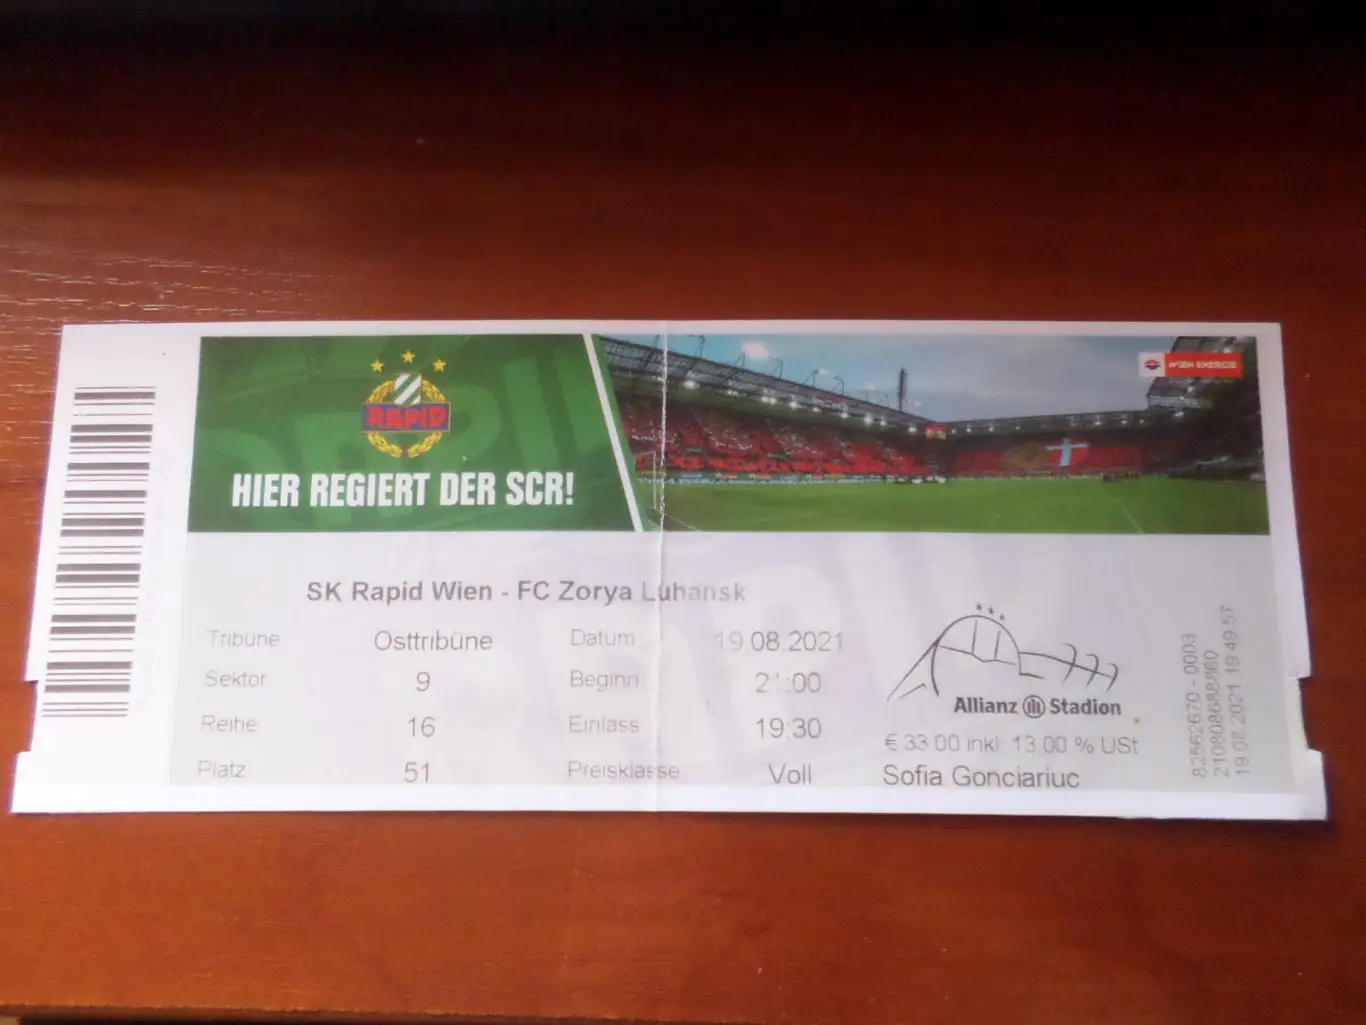 RAPID
HIER REGIERT DER SCR!
WIEN ENERGIE
SK Rapid Wien - FC Zorya Luhansk
Tribüne Osttribüne Datum 19.08.2021
Sektor 9 Beginn 21:00
Reihe 16 Einlass 19:30
Platz 51 Preisklasse Voll
Allianz Stadion
€ 33.00 inkl. 13,00 % USt
Sofia Gonciariuc
82562670 - 0003
210808688860
19.08.2021 19:49:57